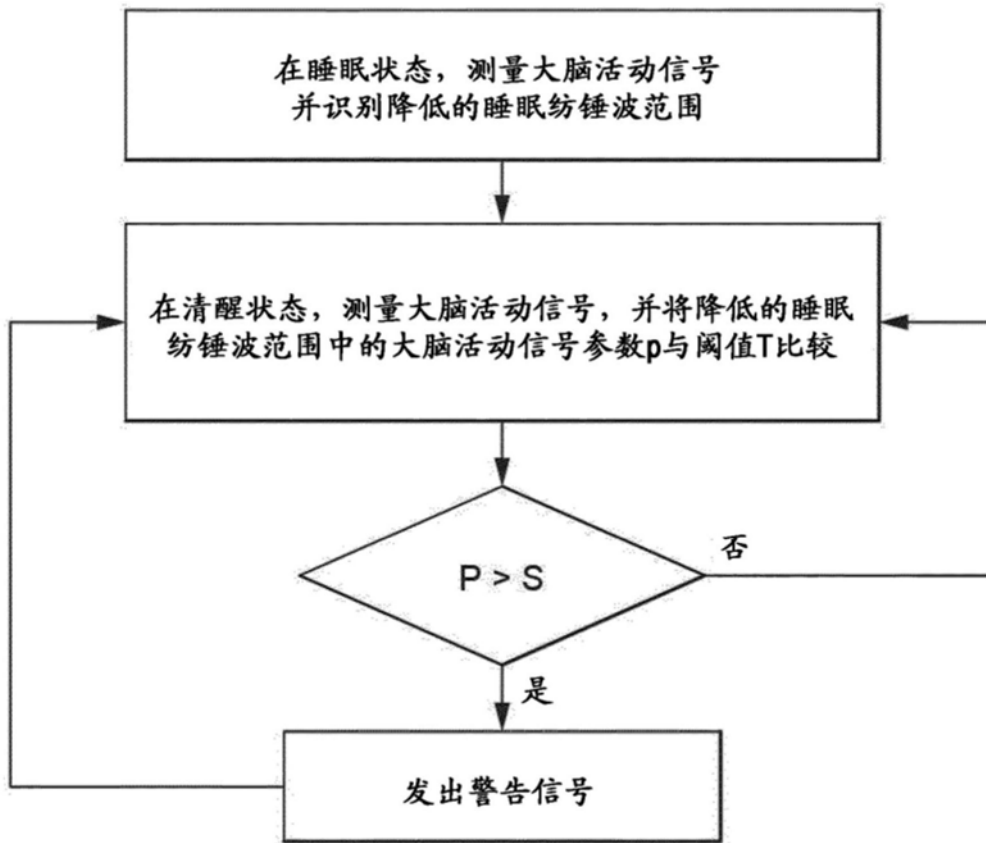 在睡眠状态，测量大脑活动信号
并识别降低的睡眠纺锤波范围
在清醒状态，测量大脑活动信号，并将降低的睡眠
纺锤波范围中的大脑活动信号参数p与阈值T比较
P > S
否
是
发出警告信号